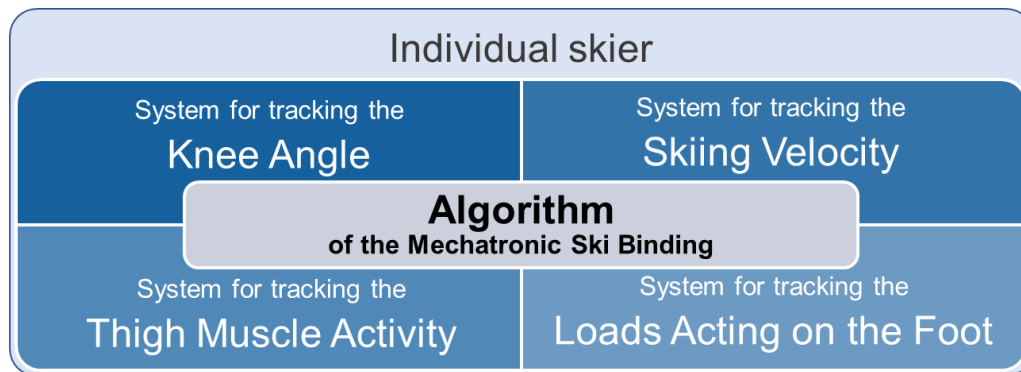 Individual skier
System for tracking the
Knee Angle
System for tracking the
Skiing Velocity
Algorithm
of the Mechatronic Ski Binding
System for tracking the
Thigh Muscle Activity
System for tracking the
Loads Acting on the Foot